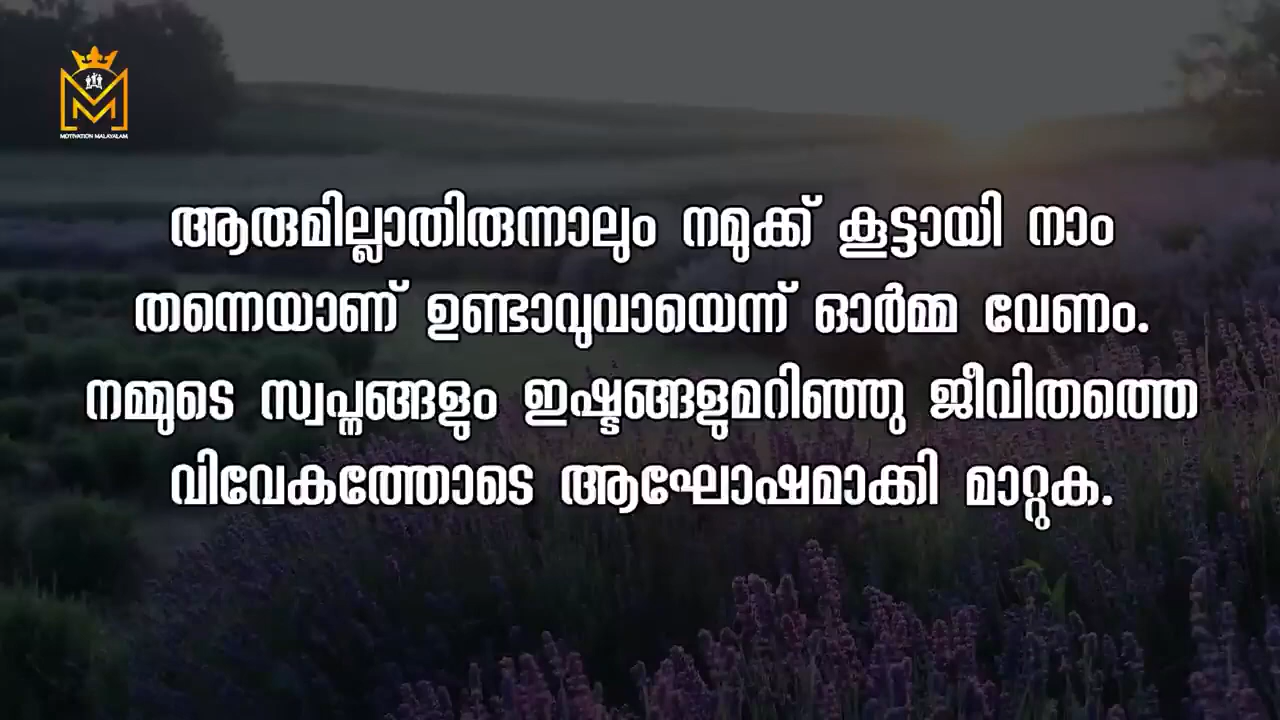 MOTIVATION MALAYALAM
ആരുമില്ലാതിരുന്നാലും നമുക്ക് കൂട്ടായി നാം
തന്നെയാണ് ഉണ്ടാവുവായെന്ന് ഓർമ്മ വേണം.
നമ്മുടെ സ്വപ്നങ്ങളും ഇഷ്ടങ്ങളുമറിഞ്ഞു ജീവിതത്തെ
വിവേകത്തോടെ ആഘോഷമാക്കി മാറ്റുക.